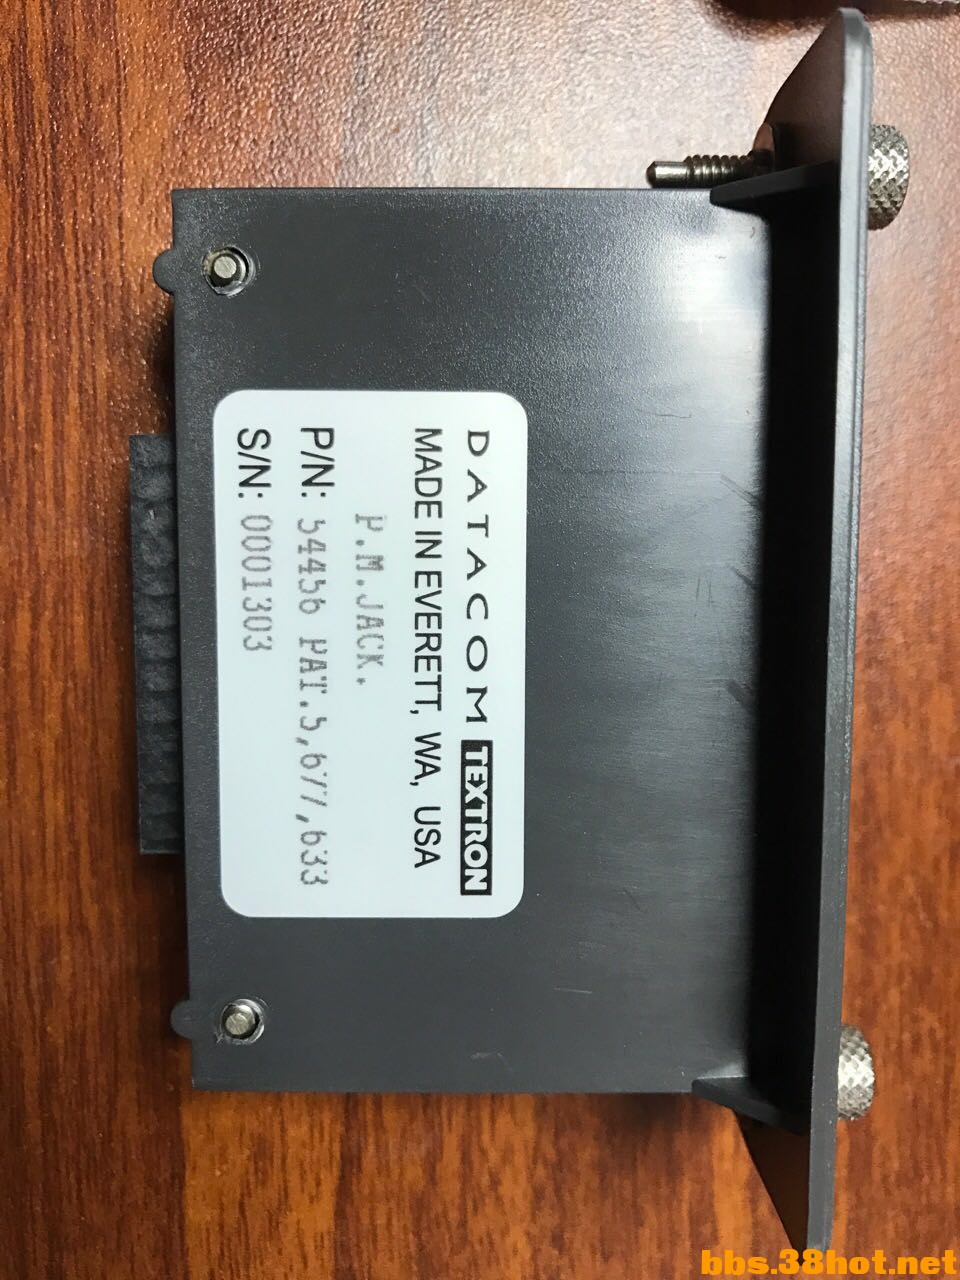 DATACOM TEXTRON
MADE IN EVERETT, WA, USA
P.M.JACK.
P/N: 54456 PAT.5,677,633
S/N: 0001303
bbs.38hot.net